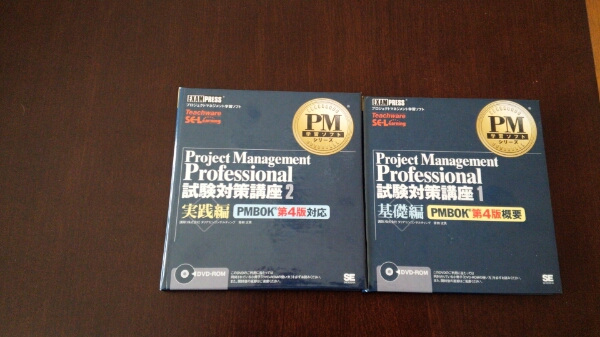 EXAMPRESS
プロジェクトマネジメント学習ソフト
Teachware
SE-Learning
PM
学習ソフト
シリーズ
Project Management
Professional
試験対策講座2
実践編 PMBOK®第4版対応
DVD-ROM
SE
EXAMPRESS
プロジェクトマネジメント学習ソフト
Teachware
SE-Learning
PM
学習ソフト
シリーズ
Project Management
Professional
試験対策講座1
基礎編 PMBOK®第4版概要
DVD-ROM
SE